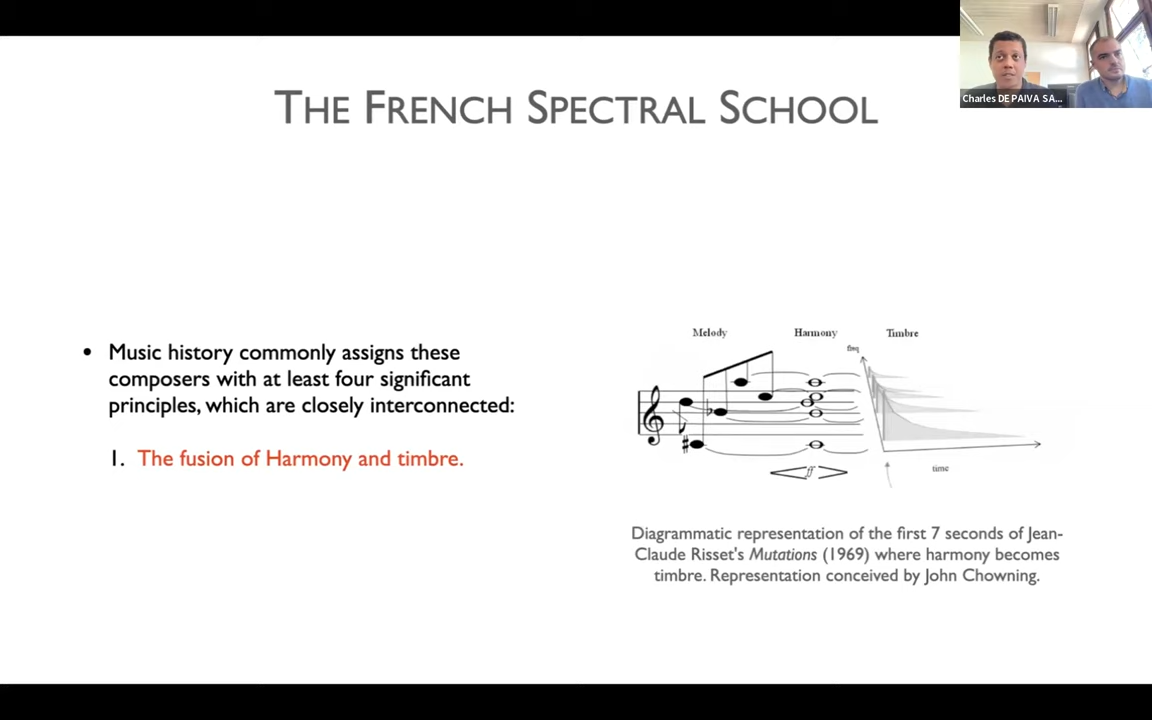 Charles DE PAIVA SA...
THE FRENCH SPECTRAL SCHOOL
• Music history commonly assigns these
composers with at least four significant
principles, which are closely interconnected:
1. The fusion of Harmony and timbre.
Melody Harmony Timbre
freq
ff
time
Diagrammatic representation of the first 7 seconds of Jean-
Claude Risset's Mutations (1969) where harmony becomes
timbre. Representation conceived by John Chowning.